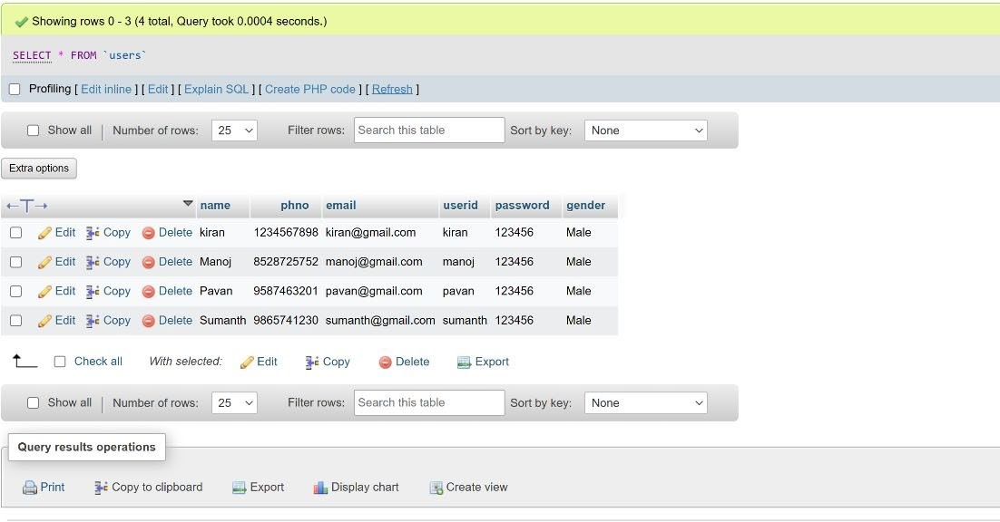 Showing rows 0 - 3 (4 total, Query took 0.0004 seconds.)
SELECT * FROM `users`
Profiling [ Edit inline ] [ Edit ] [ Explain SQL ] [ Create PHP code ] [ Refresh ]
Show all | Number of rows: 25 Filter rows: Search this table Sort by key: None
Extra options
←T→ name phno email userid password gender
Edit Copy Delete kiran 1234567898 kiran@gmail.com kiran 123456 Male
Edit Copy Delete Manoj 8528725752 manoj@gmail.com manoj 123456 Male
Edit Copy Delete Pavan 9587463201 pavan@gmail.com pavan 123456 Male
Edit Copy Delete Sumanth 9865741230 sumanth@gmail.com sumanth 123456 Male
Check all With selected: Edit Copy Delete Export
Show all | Number of rows: 25 Filter rows: Search this table Sort by key: None
Query results operations
Print Copy to clipboard Export Display chart Create view